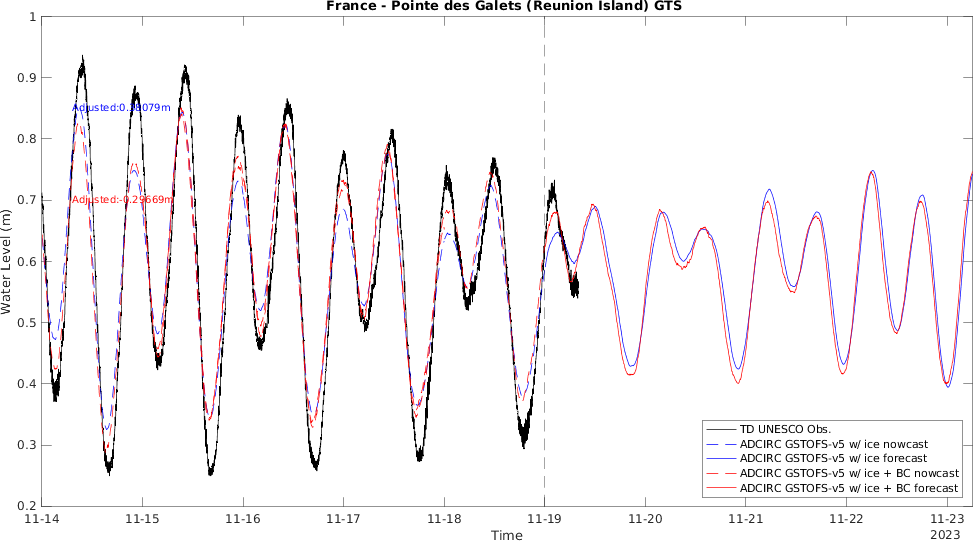 France - Pointe des Galets (Reunion Island) GTS
1
0.9
0.8
0.7
0.6
0.5
0.4
0.3
0.2
Water Level (m)
Adjusted:0.38079m
Adjusted:-0.29669m
TD UNESCO Obs.
ADCIRC GSTOFS-v5 w/ ice nowcast
ADCIRC GSTOFS-v5 w/ ice forecast
ADCIRC GSTOFS-v5 w/ ice + BC nowcast
ADCIRC GSTOFS-v5 w/ ice + BC forecast
11-14 11-15 11-16 11-17 11-18 11-19 11-20 11-21 11-22 11-23
Time 2023